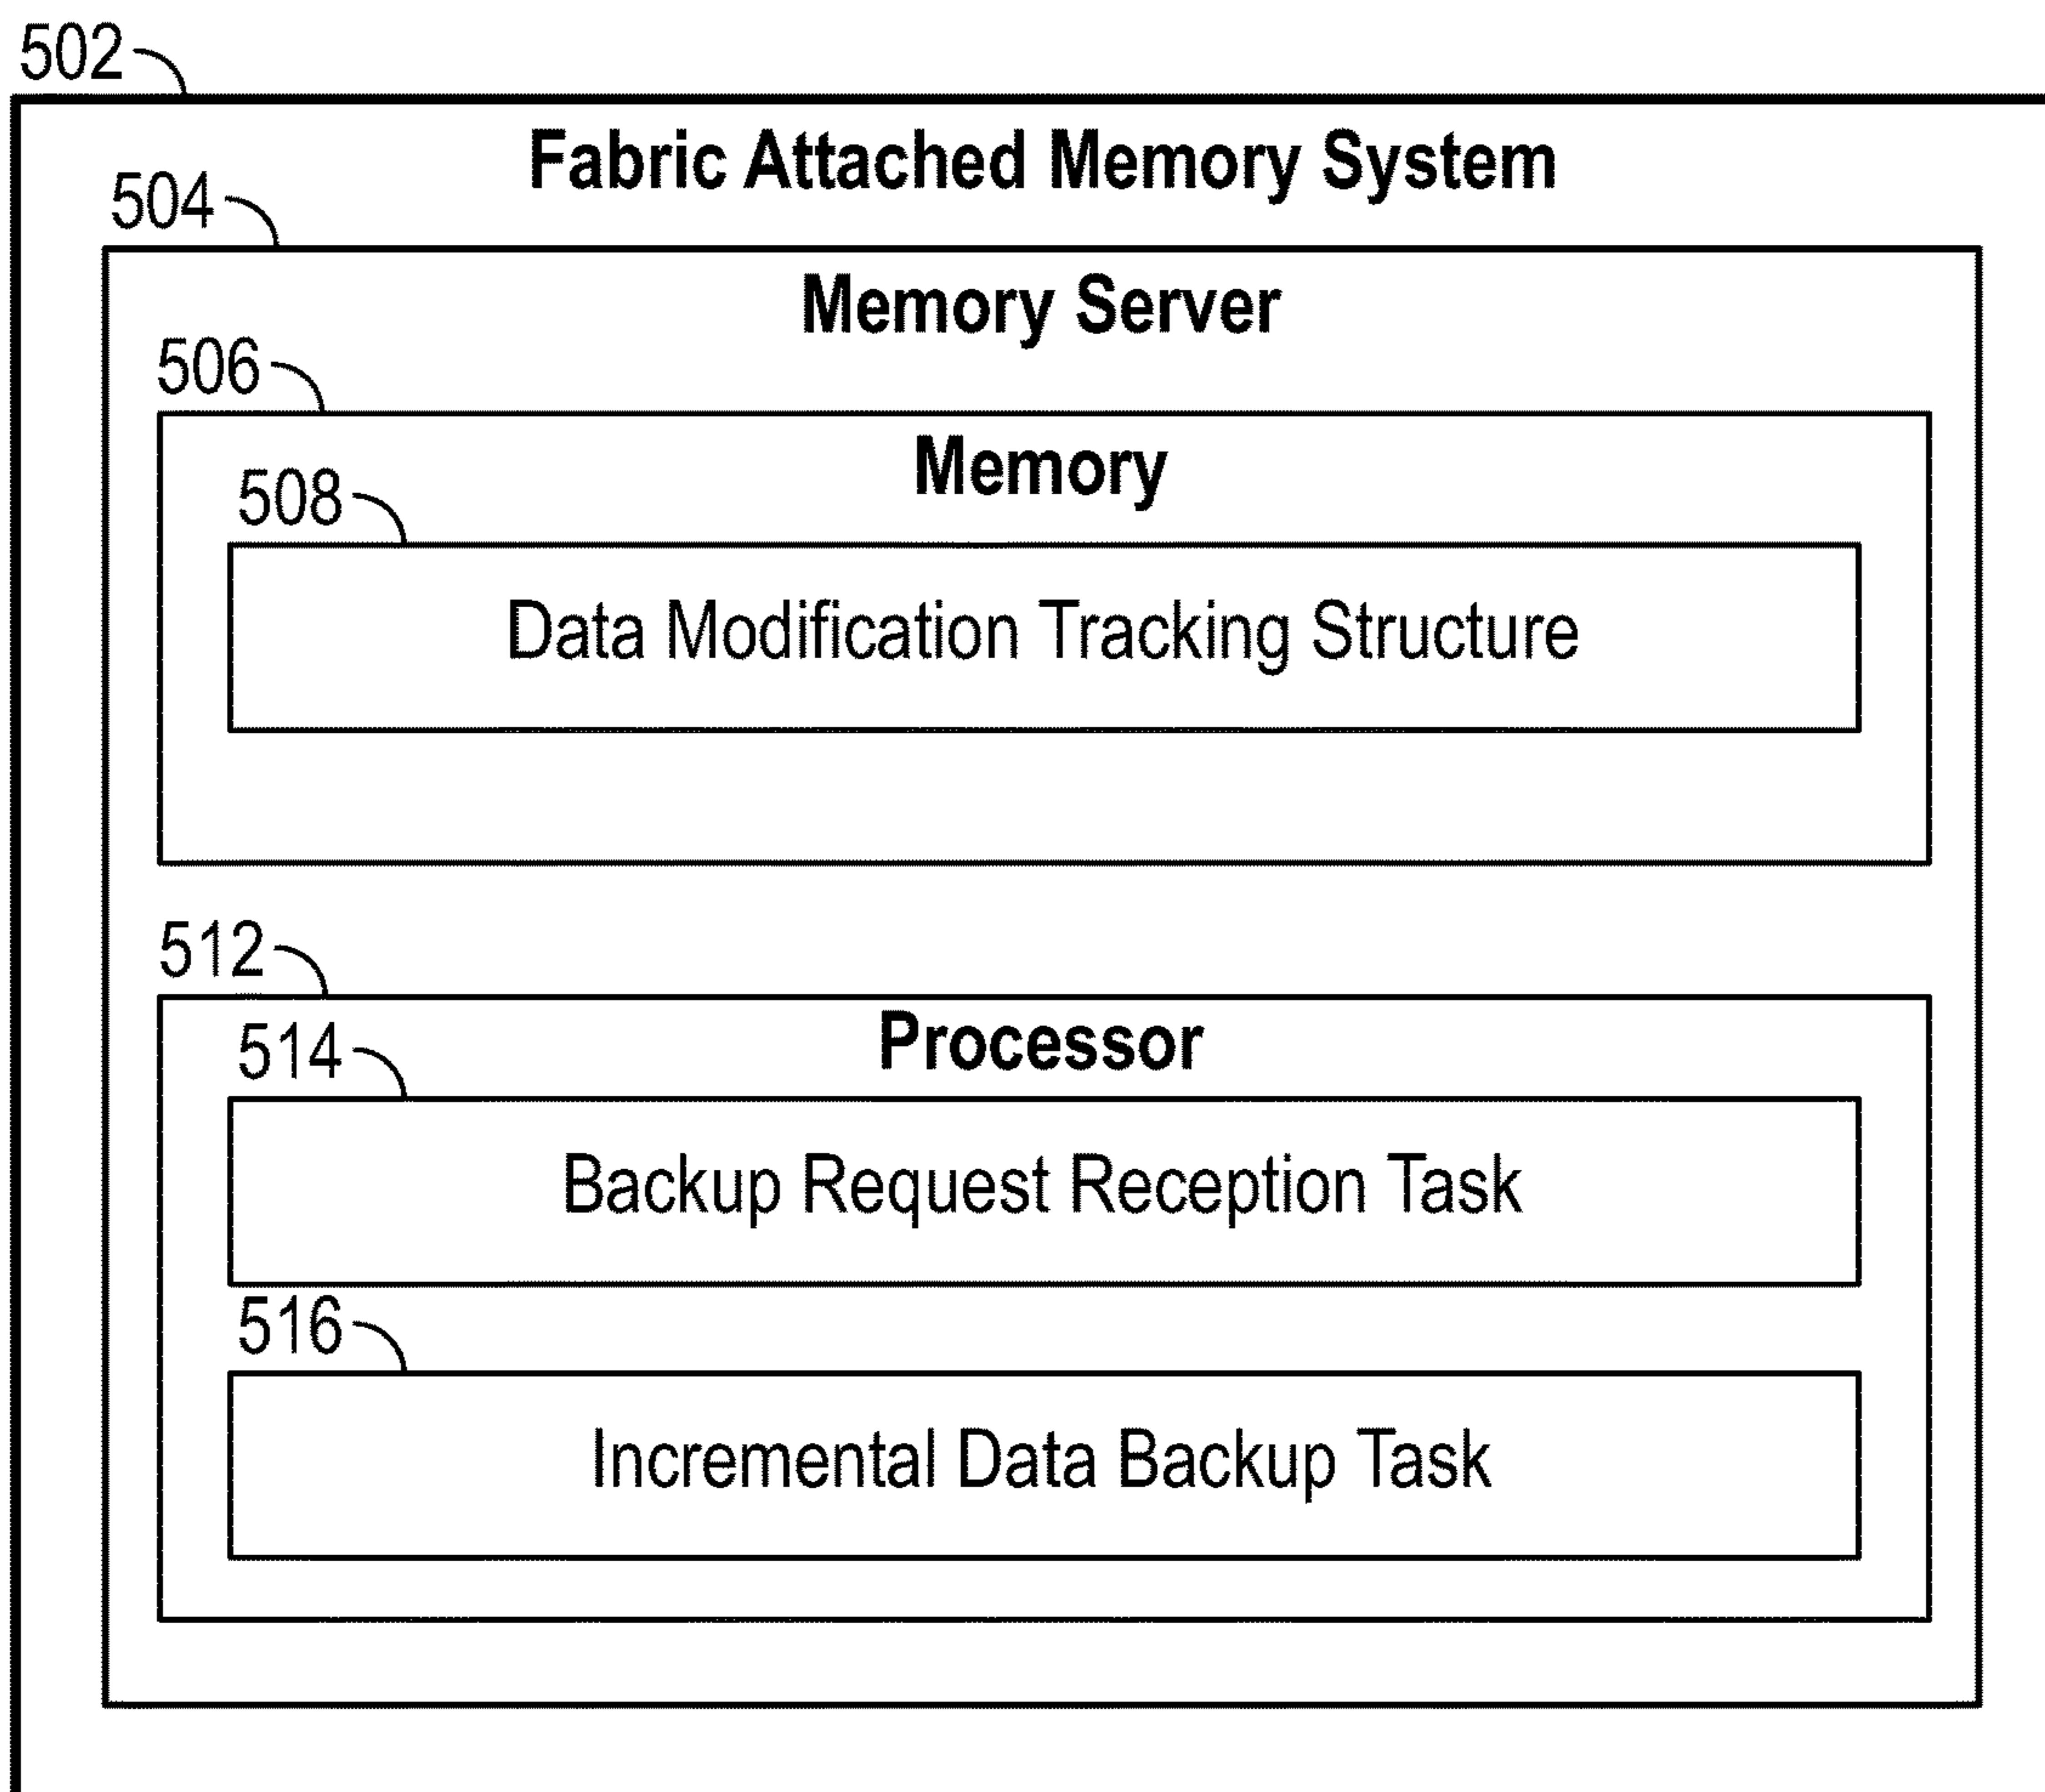 502
Fabric Attached Memory System
504
Memory Server
506
Memory
508
Data Modification Tracking Structure
512
Processor
514
Backup Request Reception Task
516
Incremental Data Backup Task